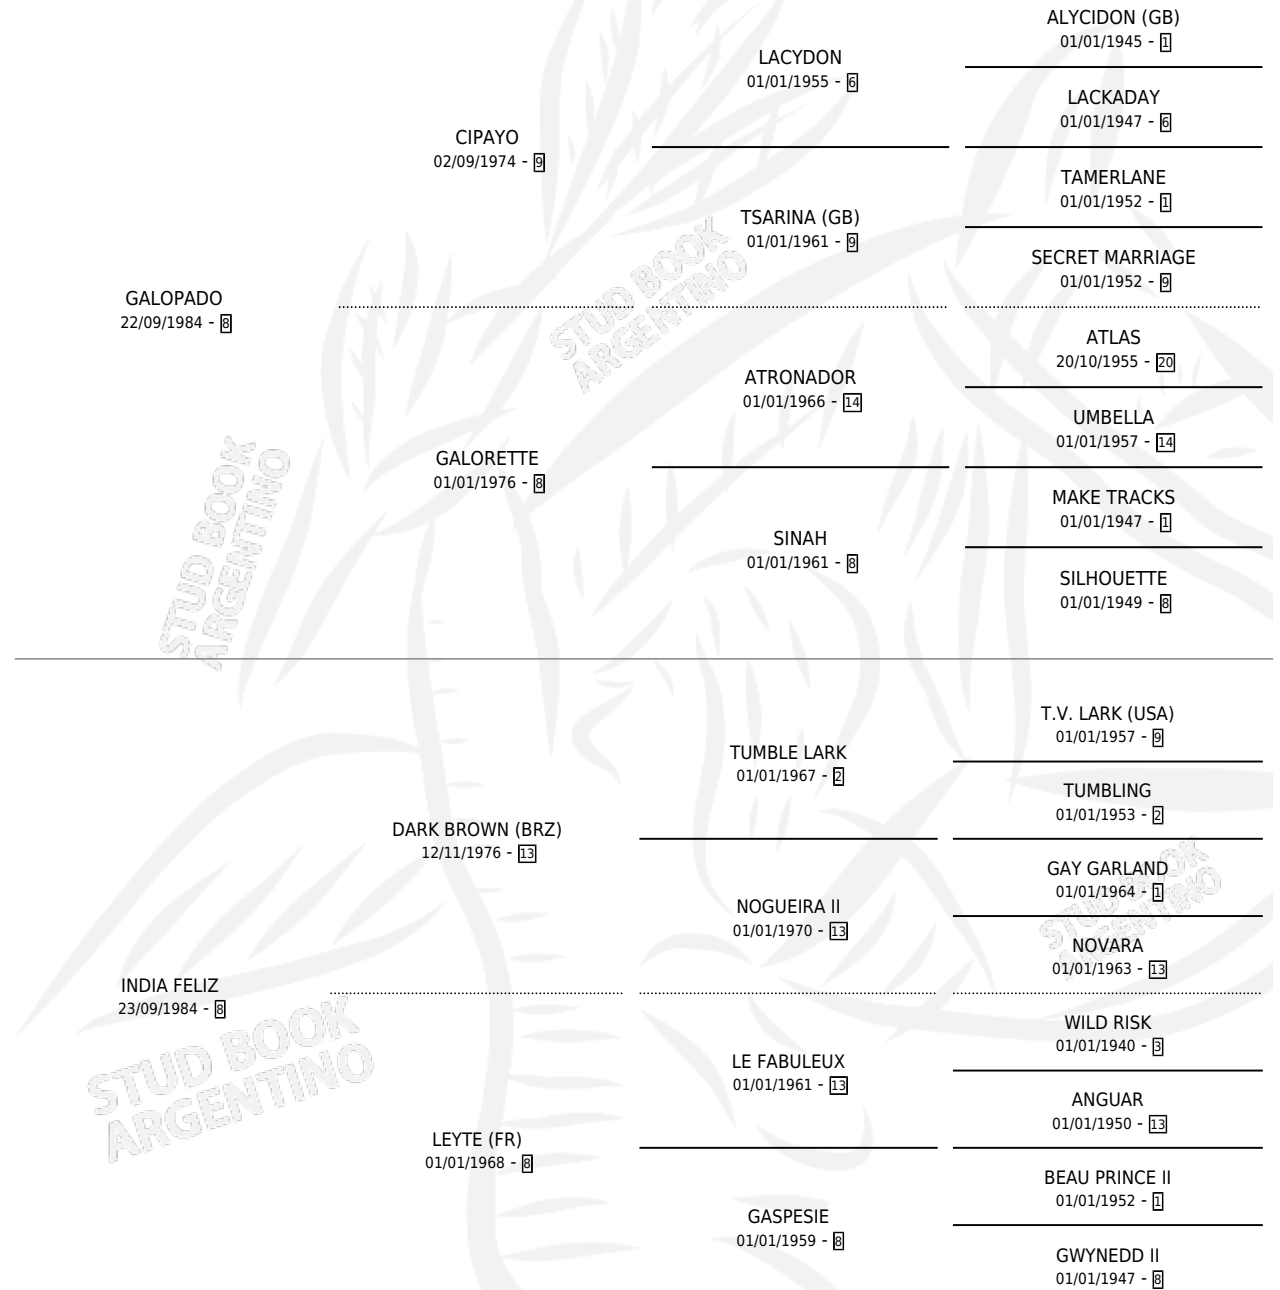 ALYCIDON (GB)
01/01/1945 - 1
LACYDON
01/01/1955 - 6
LACKADAY
01/01/1947 - 6
CIPAYO
02/09/1974 - 9
TAMERLANE
01/01/1952 - 1
TSARINA (GB)
01/01/1961 - 9
SECRET MARRIAGE
01/01/1952 - 9
GALOPADO
22/09/1984 - 8
STUD BOOK
ARGENTINO
ATLAS
20/10/1955 - 20
ATRONADOR
01/01/1966 - 14
UMBELLA
01/01/1957 - 14
GALORETTE
01/01/1976 - 8
MAKE TRACKS
01/01/1947 - 1
SINAH
01/01/1961 - 8
SILHOUETTE
01/01/1949 - 8
STUD BOOK
ARGENTINO
T.V. LARK (USA)
01/01/1957 - 9
TUMBLE LARK
01/01/1967 - 2
TUMBLING
01/01/1953 - 2
DARK BROWN (BRZ)
12/11/1976 - 13
GAY GARLAND
01/01/1964 - 1
NOGUEIRA II
01/01/1970 - 13
STUD BOOK
ARGENTINO
NOVARA
01/01/1963 - 13
INDIA FELIZ
23/09/1984 - 8
STUD BOOK
ARGENTINO
WILD RISK
01/01/1940 - 3
LE FABULEUX
01/01/1961 - 13
ANGUAR
01/01/1950 - 13
LEYTE (FR)
01/01/1968 - 8
BEAU PRINCE II
01/01/1952 - 1
GASPESIE
01/01/1959 - 8
GWYNEDD II
01/01/1947 - 8